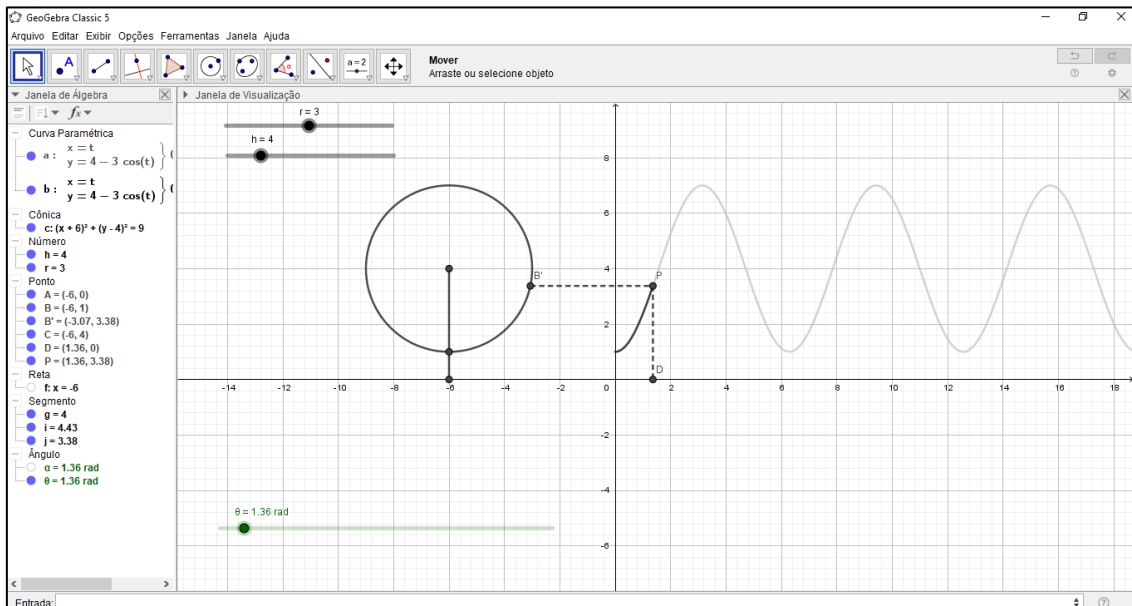 GeoGebra Classic 5
Arquivo Editar Exibir Opções Ferramentas Janela Ajuda
A
α
a=2
Mover
Arraste ou selecione objeto
Janela de Álgebra
Janela de Visualização
fx
Curva Paramétrica
a : x = t
y = 4 − 3 cos(t) }
b : x = t
y = 4 − 3 cos(t) }
Cônica
c: (x + 6)² + (y - 4)² = 9
Número
h = 4
r = 3
Ponto
A = (-6, 0)
B = (-6, 1)
B' = (-3.07, 3.38)
C = (-6, 4)
D = (1.36, 0)
P = (1.36, 3.38)
Reta
f: x = -6
Segmento
g = 4
i = 4.43
j = 3.38
Ângulo
α = 1.36 rad
θ = 1.36 rad
r = 3
h = 4
8
6
4
2
B'
P
D
-14 -12 -10 -8 -6 -4 -2 0 2 4 6 8 10 12 14 16 18
-2
-4
-6
θ = 1.36 rad
Entrada: